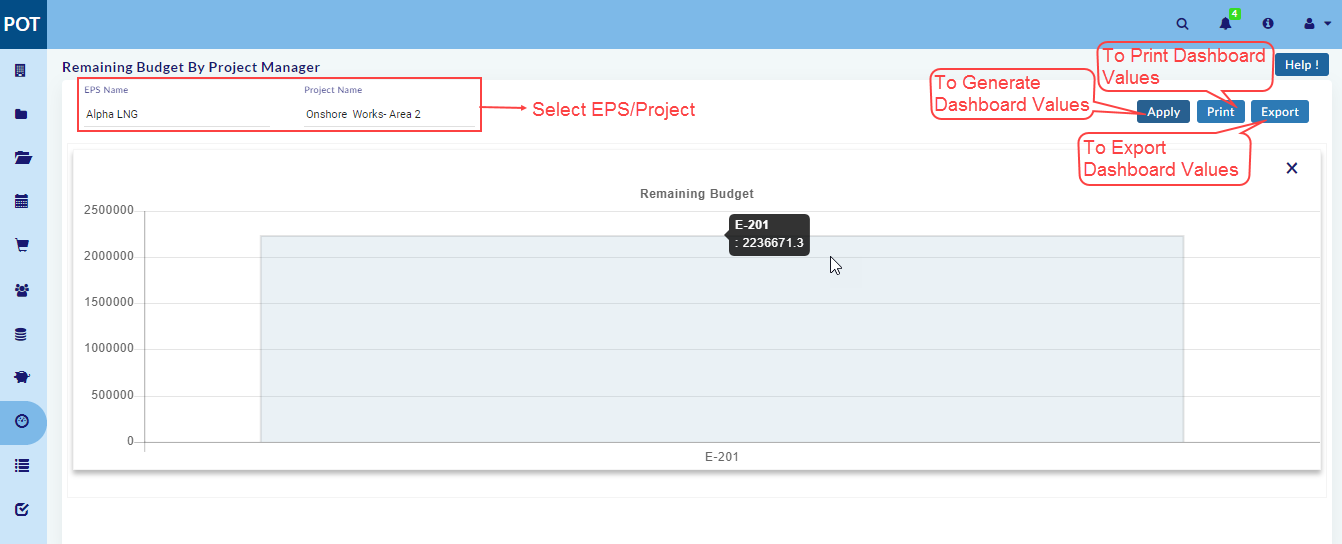 POT
4
Remaining Budget By Project Manager
To Print Dashboard
Values
Help !
EPS Name
Project Name
Alpha LNG
Onshore Works- Area 2
Select EPS/Project
To Generate
Dashboard Values
Apply
Print
Export
To Export
Dashboard Values
X
Remaining Budget
2500000
E-201
: 2236671.3
2000000
1500000
1000000
500000
0
E-201